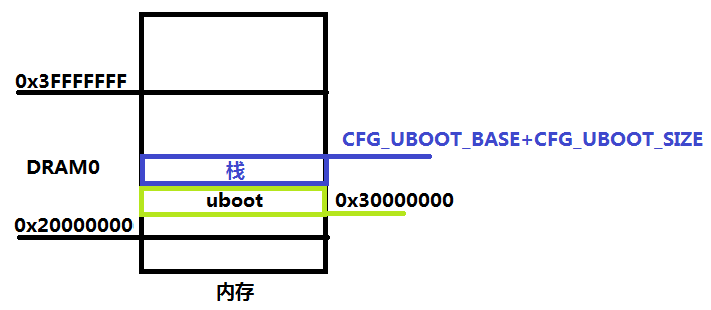 0x3FFFFFFF
CFG_UBOOT_BASE+CFG_UBOOT_SIZE
DRAM0
栈
uboot
0x30000000
0x20000000
内存